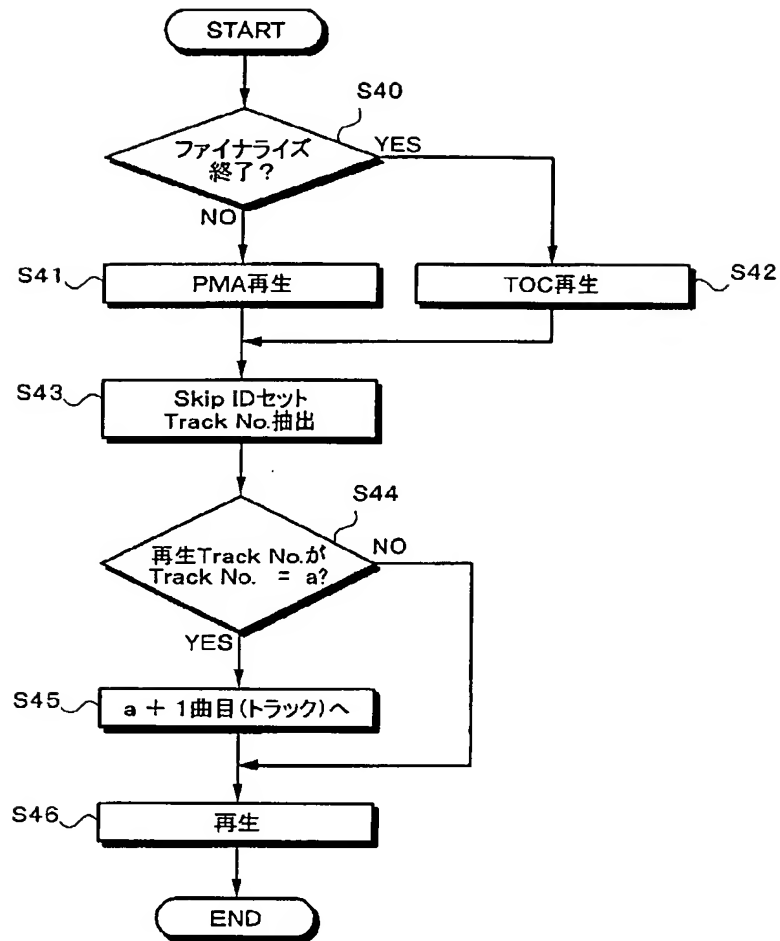 START
S40
ファイナライズ
終了?
YES
NO
S41
PMA再生
TOC再生
S42
S43
Skip IDセット
Track No.抽出
S44
再生Track No.が
Track No. = a?
NO
YES
S45
a + 1曲目(トラック)へ
S46
再生
END